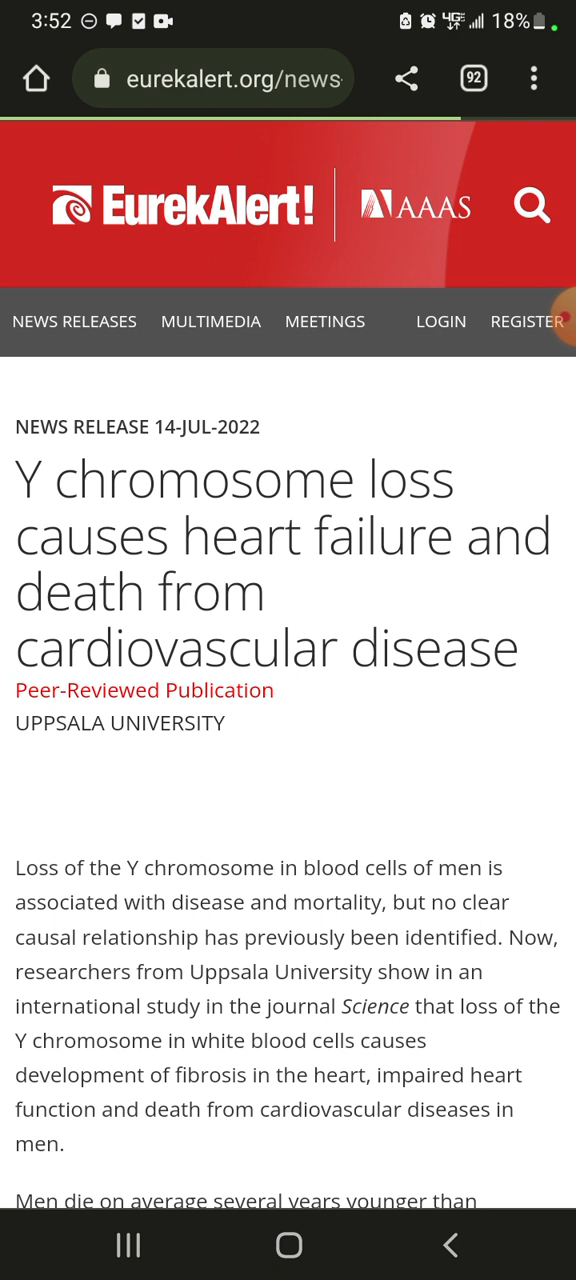 3:52 4G 18%
eurekalert.org/news 92
EurekAlert! AAAS
NEWS RELEASES MULTIMEDIA MEETINGS LOGIN REGISTER
NEWS RELEASE 14-JUL-2022
Y chromosome loss
causes heart failure and
death from
cardiovascular disease
Peer-Reviewed Publication
UPPSALA UNIVERSITY
Loss of the Y chromosome in blood cells of men is
associated with disease and mortality, but no clear
causal relationship has previously been identified. Now,
researchers from Uppsala University show in an
international study in the journal Science that loss of the
Y chromosome in white blood cells causes
development of fibrosis in the heart, impaired heart
function and death from cardiovascular diseases in
men.
Men die on average several years younger than